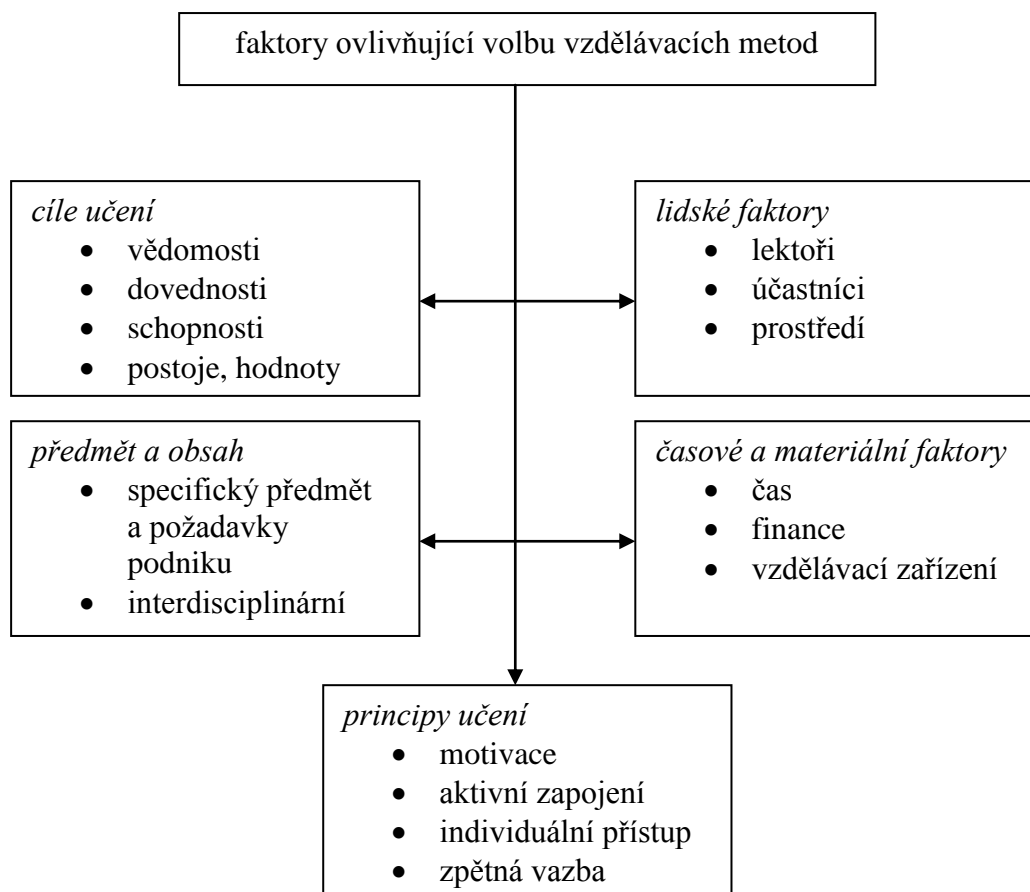 faktory ovlivňující volbu vzdělávacích metod
cíle učení
• vědomosti
• dovednosti
• schopnosti
• postoje, hodnoty
lidské faktory
• lektoři
• účastníci
• prostředí
předmět a obsah
• specifický předmět
a požadavky
podniku
• interdisciplinární
časové a materiální faktory
• čas
• finance
• vzdělávací zařízení
principy učení
• motivace
• aktivní zapojení
• individuální přístup
• zpětná vazba